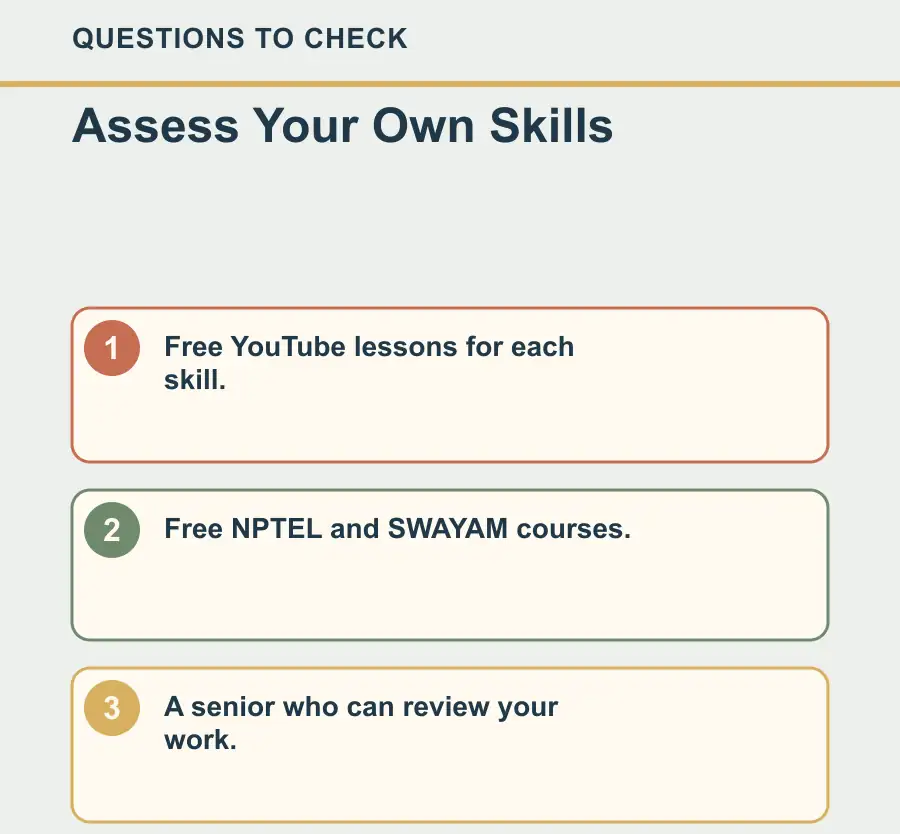 QUESTIONS TO CHECK
Assess Your Own Skills
1
Free YouTube lessons for each
skill.
2
Free NPTEL and SWAYAM courses.
3
A senior who can review your
work.